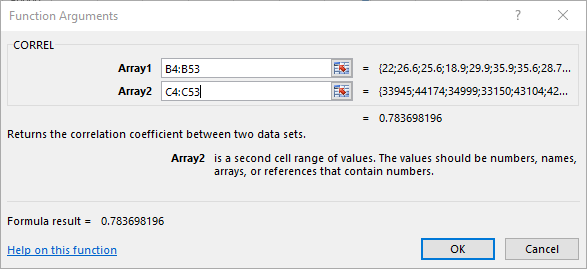 Function Arguments ? ×
CORREL
Array1 B4:B53 = {22;26.6;25.6;18.9;29.9;35.9;35.6;28.7...
Array2 C4:C53 = {33945;44174;34999;33150;43104;42...
= 0.783698196
Returns the correlation coefficient between two data sets.
Array2 is a second cell range of values. The values should be numbers, names,
arrays, or references that contain numbers.
Formula result = 0.783698196
Help on this function OK Cancel